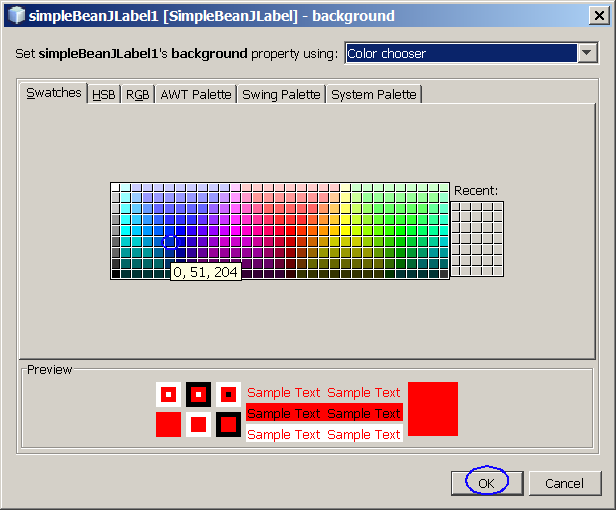 simpleBeanJLabel1 [SimpleBeanJLabel] - background
Set simpleBeanJLabel1's background property using: Color chooser
Swatches HSB RGB AWT Palette Swing Palette System Palette
Recent:
0, 51, 204
Preview
Sample Text Sample Text
Sample Text Sample Text
Sample Text Sample Text
OK Cancel